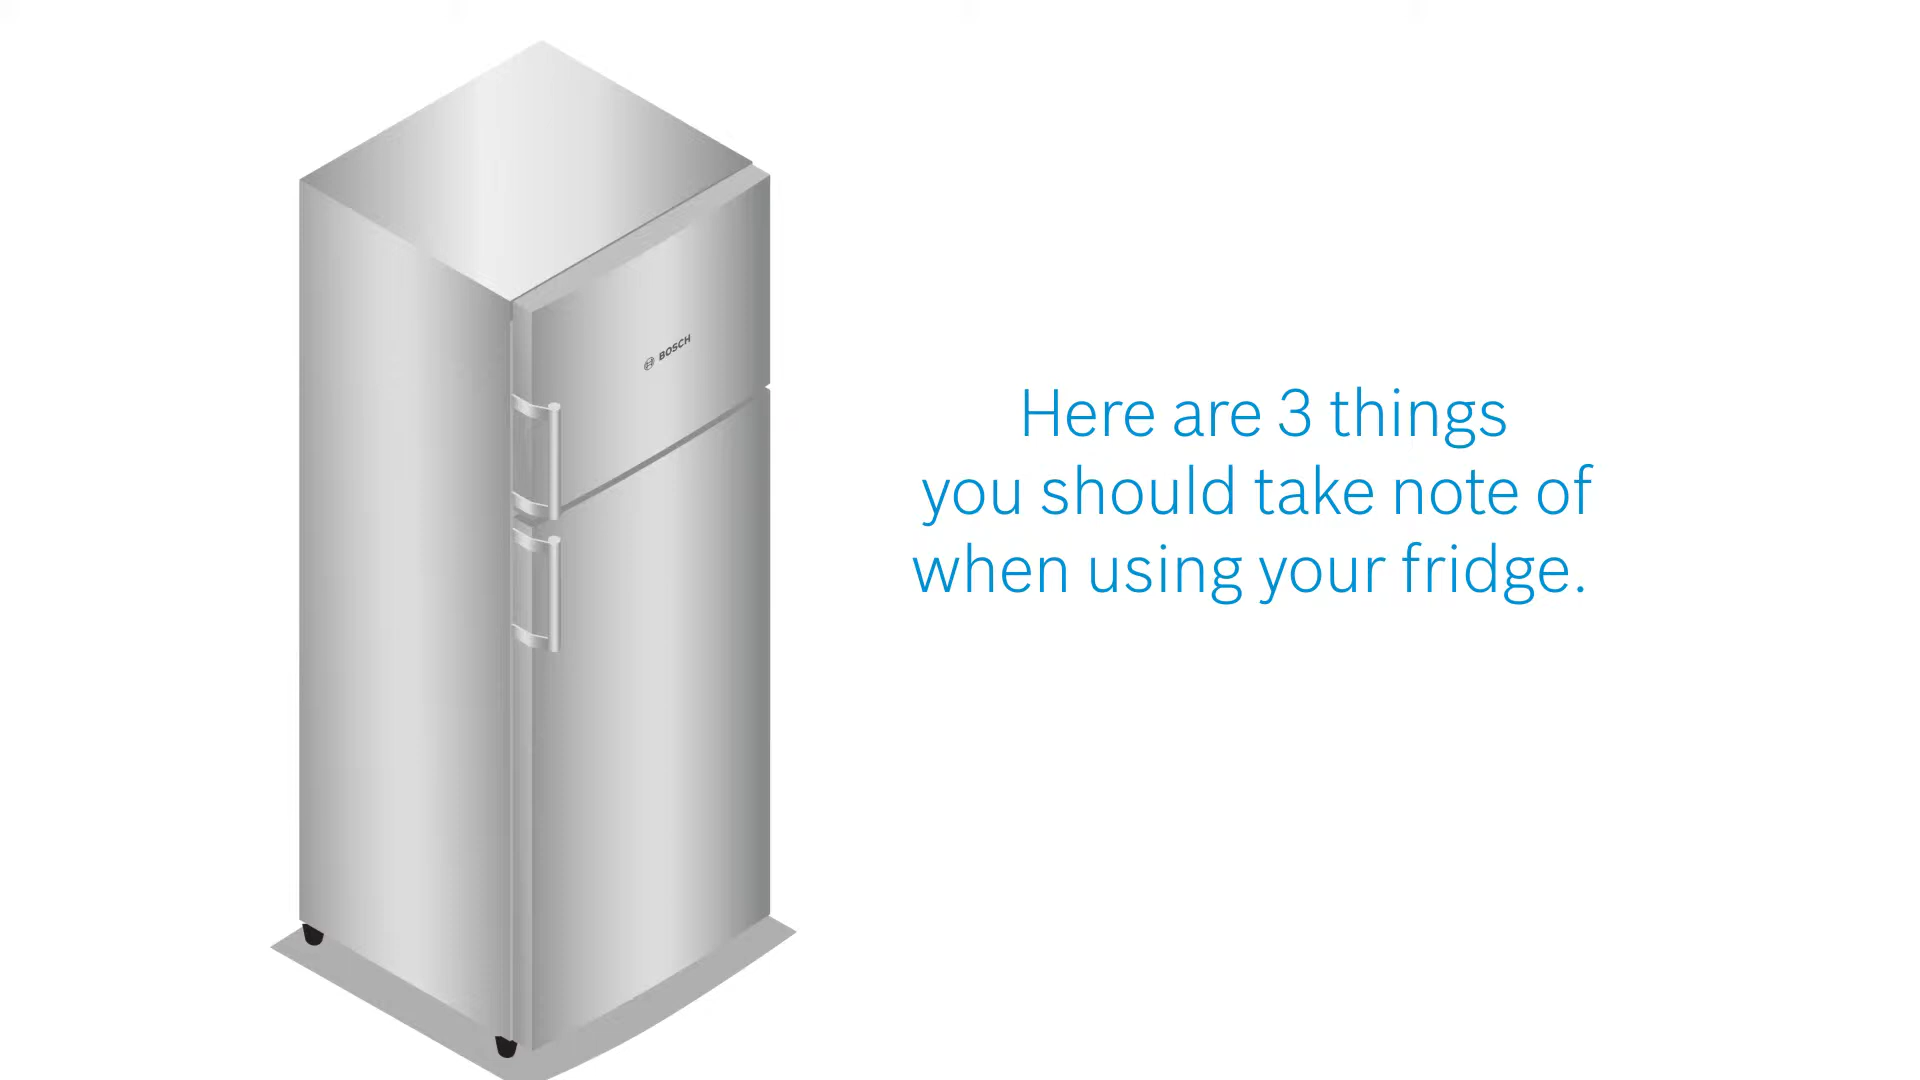 BOSCH
Here are 3 things
you should take note of
when using your fridge.